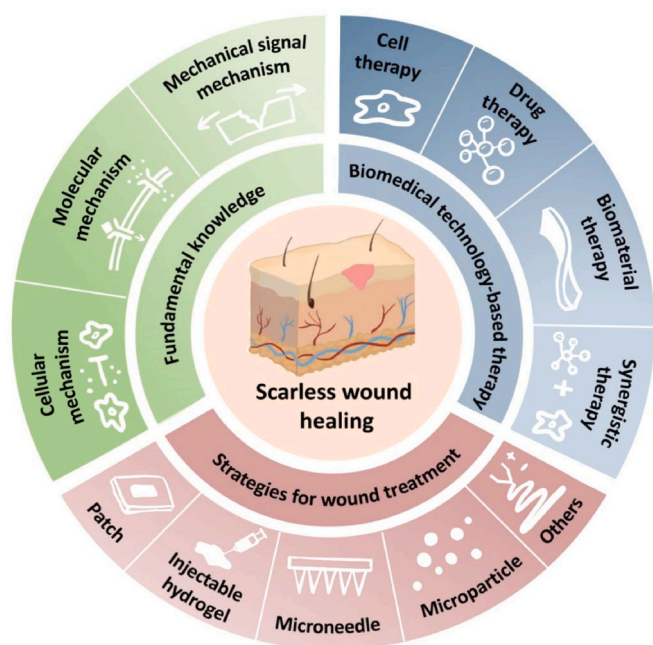 Mechanical signal
mechanism
Molecular
mechanism
Cellular
mechanism
Fundamental knowledge
Cell
therapy
Drug
therapy
Biomaterial
therapy
Synergistic
therapy
Biomedical technology-based therapy
Scarless wound
healing
Strategies for wound treatment
Patch
Injectable
hydrogel
Microneedle
Microparticle
Others